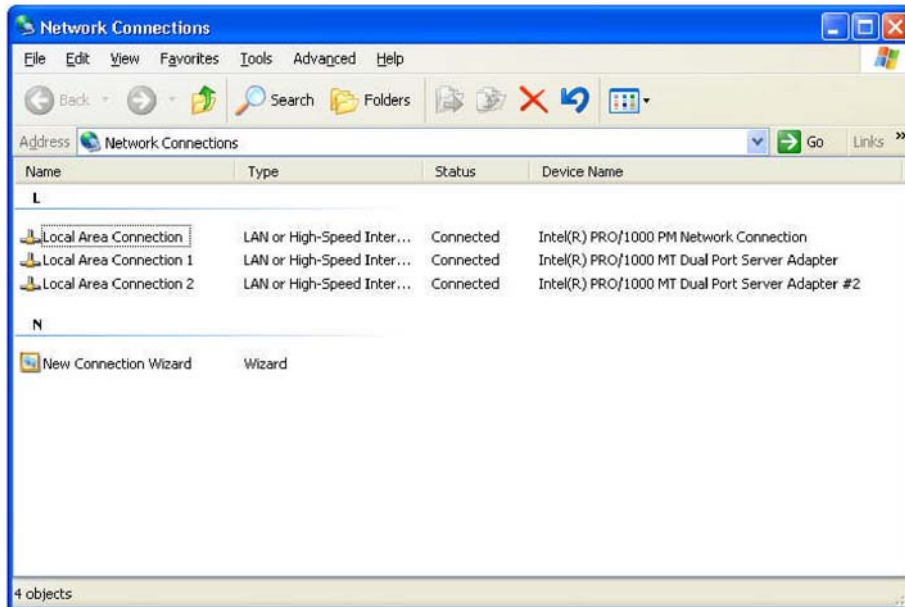 Network Connections
File Edit View Favorites Tools Advanced Help
Back Search Folders
Address Network Connections Go Links »
Name Type Status Device Name
L
Local Area Connection LAN or High-Speed Inter... Connected Intel(R) PRO/1000 PM Network Connection
Local Area Connection 1 LAN or High-Speed Inter... Connected Intel(R) PRO/1000 MT Dual Port Server Adapter
Local Area Connection 2 LAN or High-Speed Inter... Connected Intel(R) PRO/1000 MT Dual Port Server Adapter #2
N
New Connection Wizard Wizard
4 objects